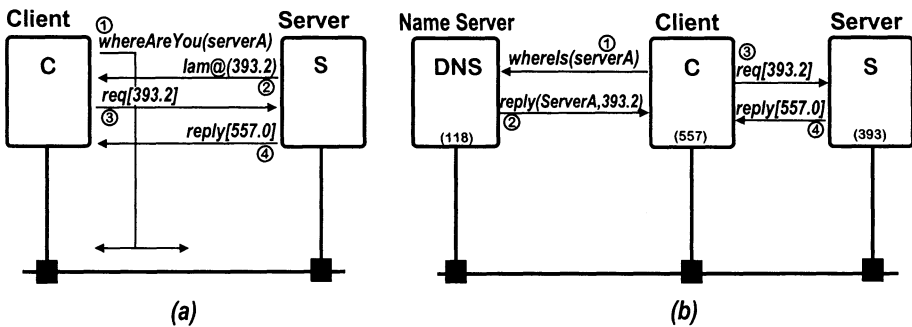 Client
Server
①
whereAreYou(serverA)
C
S
Iam@(393.2)
②
req[393.2]
③
reply[557.0]
④
(a)
Name Server
Client
Server
DNS
C
S
①
whereIs(serverA)
reply(ServerA,393.2)
②
③
req[393.2]
reply[557.0]
④
(118)
(557)
(393)
(b)